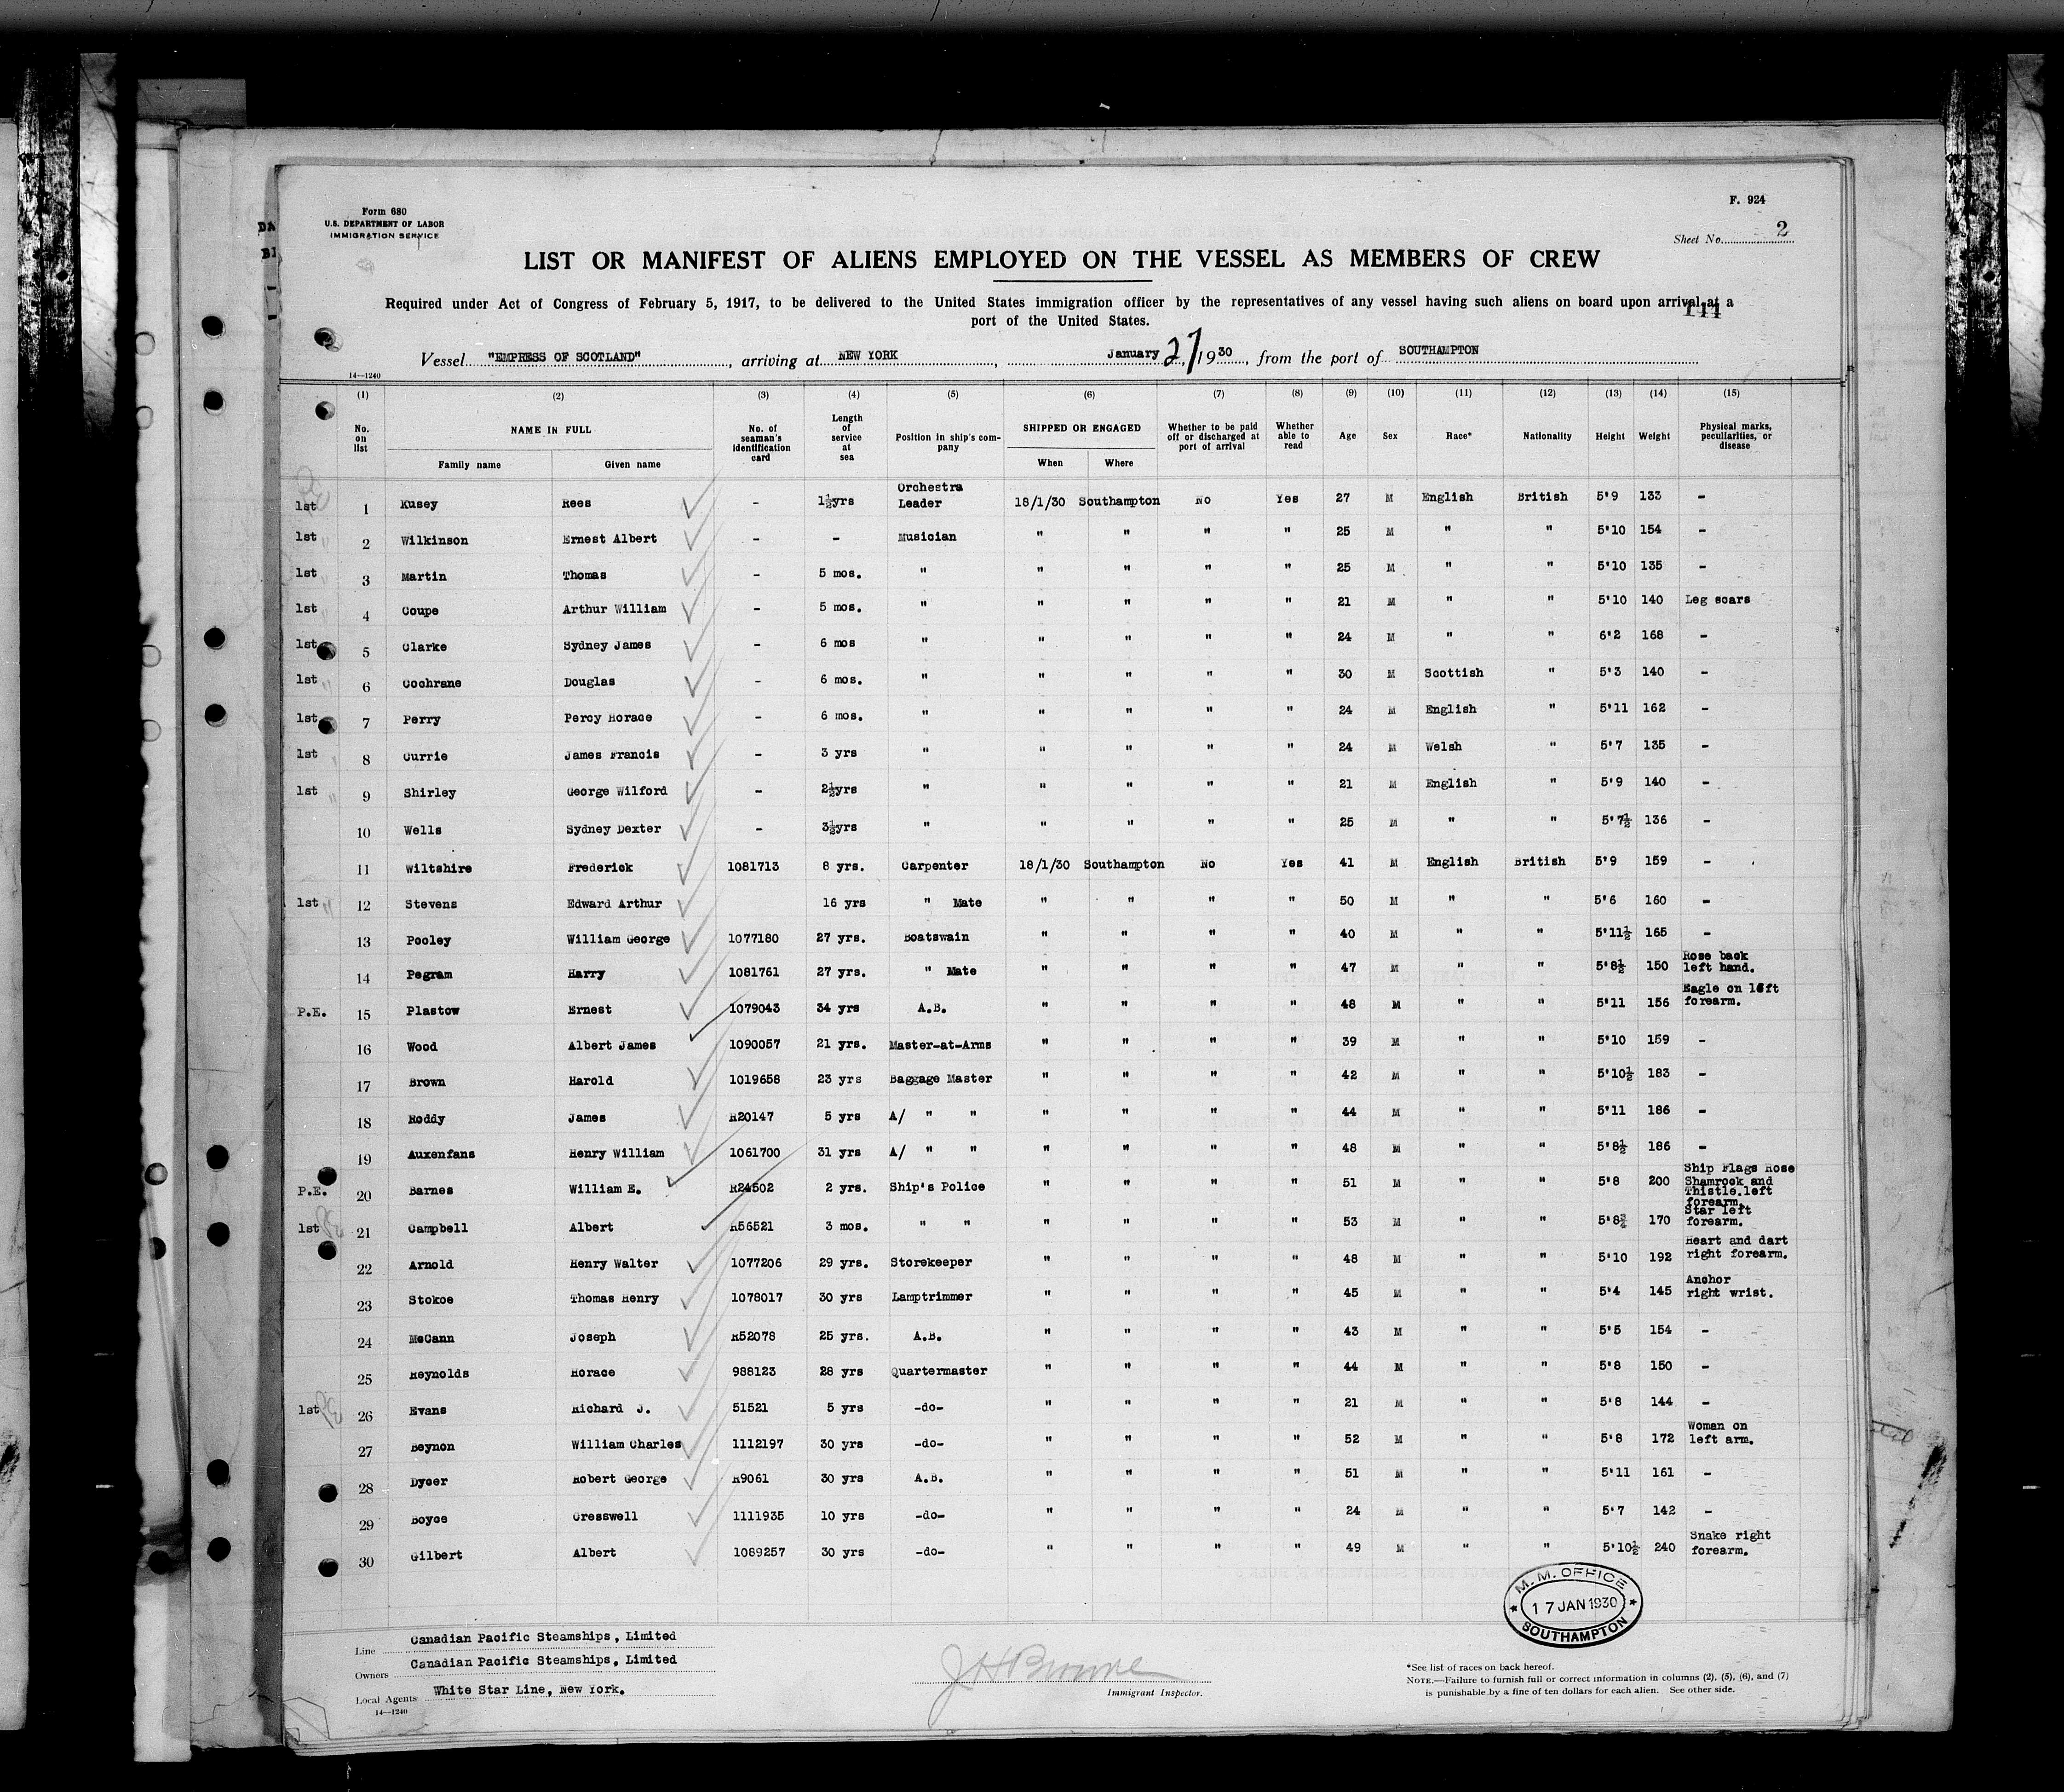 F. 924
Form 680
U.S. DEPARTMENT OF LABOR
IMMIGRATION SERVICE
Sheet No. 2
LIST OR MANIFEST OF ALIENS EMPLOYED ON THE VESSEL AS MEMBERS OF CREW
Required under Act of Congress of February 5, 1917, to be delivered to the United States immigration officer by the representatives of any vessel having such aliens on board upon arrival at a
port of the United States.
Vessel "EMPRESS OF SCOTLAND", arriving at NEW YORK, January 27, 1930, from the port of SOUTHAMPTON
14—1240
(1) (2) (3) (4) (5) (6) (7) (8) (9) (10) (11) (12) (13) (14) (15)
No. on list NAME IN FULL Family name Given name No. of seaman's identification card Length of service at sea Position in ship's company SHIPPED OR ENGAGED When Where Whether to be paid off or discharged at port of arrival Whether able to read Age Sex Race* Nationality Height Weight Physical marks, peculiarities, or disease
1st 1 Kusey Rees - 1½yrs Orchestra Leader 18/1/30 Southampton No Yes 27 M English British 5'9 133 -
1st 2 Wilkinson Ernest Albert - - Musician " " " " 25 M " " 5'10 154 -
1st 3 Martin Thomas - 5 mos. " " " " " 25 M " " 5'10 135 -
1st 4 Coupe Arthur William - 5 mos. " " " " " 21 M " " 5'10 140 Leg scars
1st 5 Clarke Sydney James - 6 mos " " " " " 24 M " " 6'2 168 -
1st 6 Cochrane Douglas - 6 mos. " " " " " 30 M Scottish " 5'3 140 -
1st 7 Perry Percy Horace - 6 mos. " " " " " 24 M English " 5'11 162 -
1st 8 Currie James Francis - 3 yrs " " " " " 24 M Welsh " 5'7 135 -
1st 9 Shirley George Wilford - 2½yrs " " " " " 21 M English " 5'9 140 -
10 Wells Sydney Dexter - 3½yrs " " " " " 25 M " " 5'7½ 136 -
11 Wiltshire Frederick 1081713 8 yrs. Carpenter 18/1/30 Southampton No Yes 41 M English British 5'9 159 -
1st 12 Stevens Edward Arthur 16 yrs " Mate " " " " 50 M " " 5'6 160 -
13 Pooley William George 1077180 27 yrs. Boatswain " " " " 40 M " " 5'11½ 165 -
14 Pegram Harry 1081761 27 yrs. " Mate " " " " 47 M " " 5'8½ 150 Rose back left hand.
P.E. 15 Plastow Ernest 1079043 34 yrs A.B. " " " " 48 M " " 5'11 156 Eagle on left forearm.
16 Wood Albert James 1090057 21 yrs. Master-at-Arms " " " " 39 M " " 5'10 159 -
17 Brown Harold 1019658 23 yrs Baggage Master " " " " 42 M " " 5'10½ 183 -
18 Roddy James R20147 5 yrs A/ " " " " " " 44 M " " 5'11 186 -
19 Auxenfans Henry William 1061700 31 yrs A/ " " " " " " 48 M " " 5'8½ 186 -
P.E. 20 Barnes William E. R24502 2 yrs. Ship's Police " " " " 51 M " " 5'8 200 Ship Flags Rose Shamrock and Thistle.left forearm.
1st 21 Campbell Albert R56521 3 mos. " " " " " " 53 M " " 5'8 170 Star left forearm.
22 Arnold Henry Walter 1077206 29 yrs. Storekeeper " " " " 48 M " " 5'10 192 Heart and dart right forearm.
23 Stokoe Thomas Henry 1078017 30 yrs Lamptrimmer " " " " 45 M " " 5'4 145 Anchor right wrist.
24 McCann Joseph R52078 25 yrs. A.B. " " " " 43 M " " 5'5 154 -
25 Reynolds Horace 988123 28 yrs Quartermaster " " " " 44 M " " 5'8 150 -
1st 26 Evans Richard J. 51521 5 yrs -do- " " " " 21 M " " 5'8 144 -
27 Beynon William Charles 1112197 30 yrs -do- " " " " 52 M " " 5'8 172 Woman on left arm.
28 Dycer Robert George R9061 30 yrs A.B. " " " " 51 M " " 5'11 161 -
29 Boyce Cresswell 1111935 10 yrs -do- " " " " 24 M " " 5'7 142 -
30 Gilbert Albert 1089257 30 yrs -do- " " " " 49 M " " 5'10½ 240 Snake right forearm.
M. M. OFFICE
17 JAN 1930
SOUTHAMPTON
Line Canadian Pacific Steamships, Limited
Owners Canadian Pacific Steamships, Limited
Local Agents White Star Line, New York.
14—1240
Immigrant Inspector.
*See list of races on back hereof.
NOTE.—Failure to furnish full or correct information in columns (2), (5), (6), and (7)
is punishable by a fine of ten dollars for each alien. See other side.